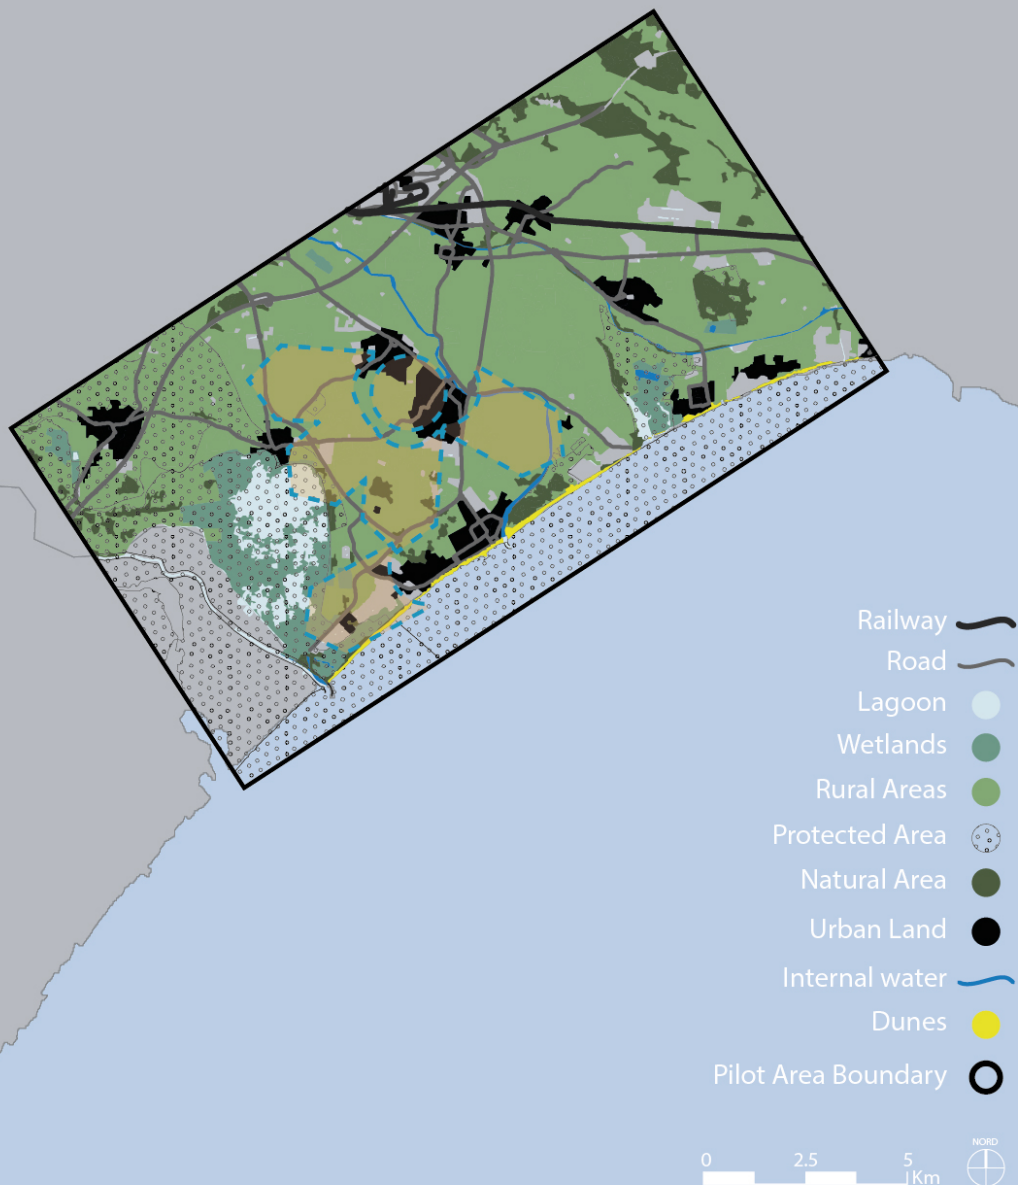 Railway
Road
Lagoon
Wetlands
Rural Areas
Protected Area
Natural Area
Urban Land
Internal water
Dunes
Pilot Area Boundary
NORD
0 2.5 5
Km